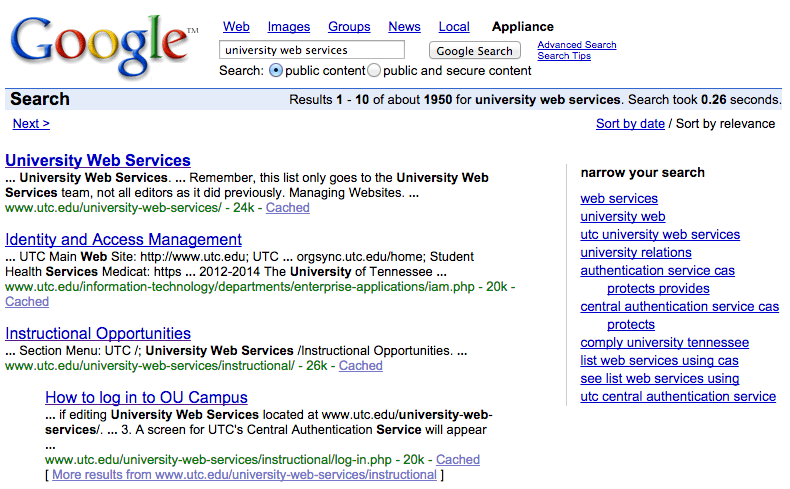 Google™
Web Images Groups News Local Appliance
university web services Google Search Advanced Search
Search Tips
Search: public content public and secure content
Search Results 1 - 10 of about 1950 for university web services. Search took 0.26 seconds.
Next > Sort by date / Sort by relevance
University Web Services
... University Web Services. ... Remember, this list only goes to the University Web
Services team, not all editors as it did previously. Managing Websites. ...
www.utc.edu/university-web-services/ - 24k - Cached
Identity and Access Management
... UTC Main Web Site: http://www.utc.edu; UTC ... orgsync.utc.edu/home; Student
Health Services Medicat: https ... 2012-2014 The University of Tennessee ...
www.utc.edu/information-technology/departments/enterprise-applications/iam.php - 20k -
Cached
Instructional Opportunities
... Section Menu: UTC /; University Web Services /Instructional Opportunities. ...
www.utc.edu/university-web-services/instructional/ - 26k - Cached
How to log in to OU Campus
... if editing University Web Services located at www.utc.edu/university-web-
services/. ... 3. A screen for UTC's Central Authentication Service will appear
...
www.utc.edu/university-web-services/instructional/log-in.php - 20k - Cached
[ More results from www.utc.edu/university-web-services/instructional ]
narrow your search
web services
university web
utc university web services
university relations
authentication service cas
protects provides
central authentication service cas
protects
comply university tennessee
list web services using cas
see list web services using
utc central authentication service